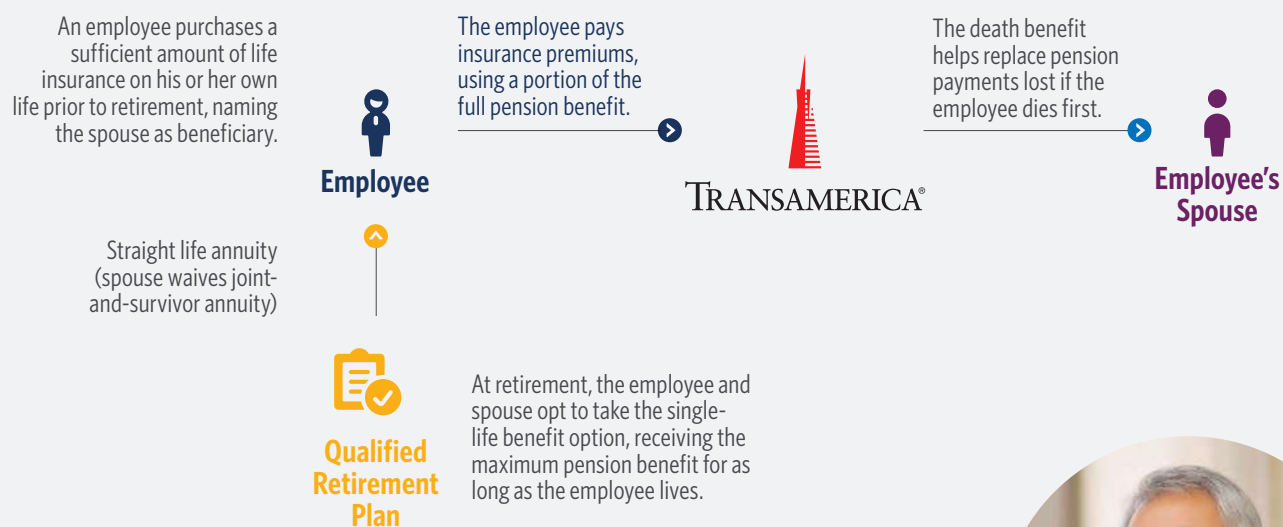 An employee purchases a
sufficient amount of life
insurance on his or her own
life prior to retirement, naming
the spouse as beneficiary.
Employee
The employee pays
insurance premiums,
using a portion of the
full pension benefit.
TRANSAMERICA®
The death benefit
helps replace pension
payments lost if the
employee dies first.
Employee's
Spouse
Straight life annuity
(spouse waives joint-
and-survivor annuity)
Qualified
Retirement
Plan
At retirement, the employee and
spouse opt to take the single-
life benefit option, receiving the
maximum pension benefit for as
long as the employee lives.